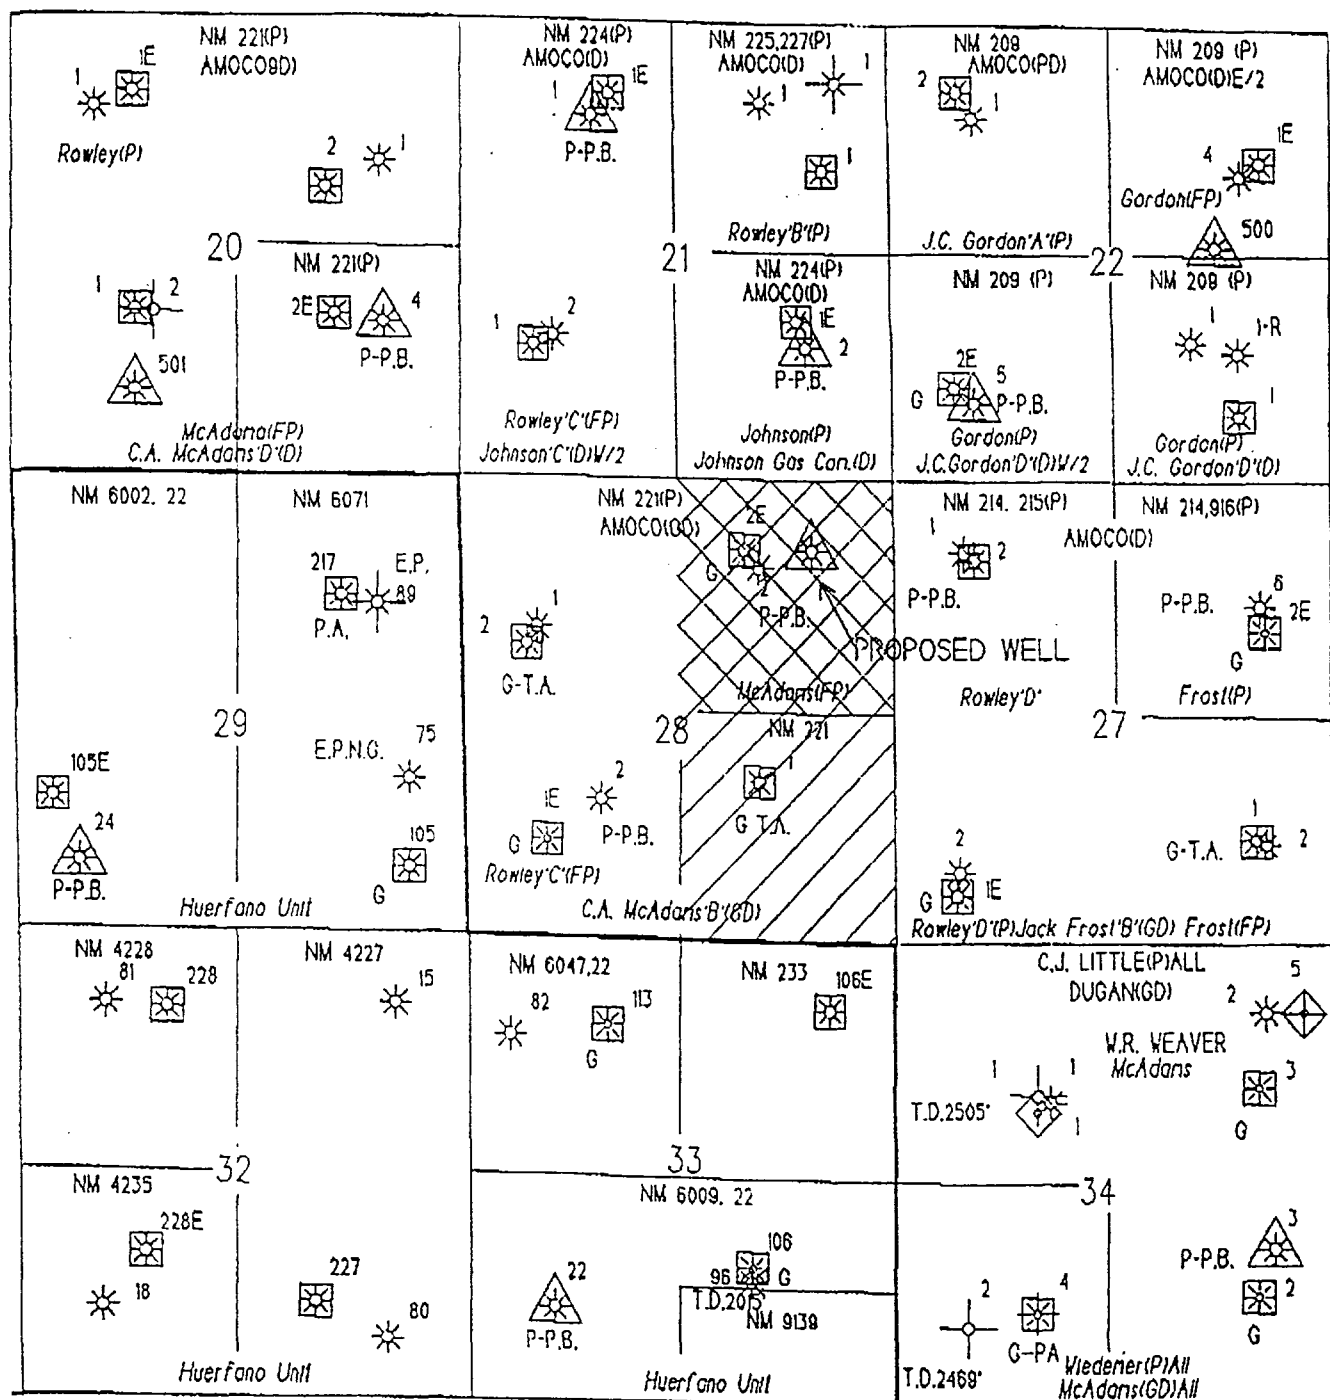 NM 221(P)
AMOCO9D)
1
1E
Rowley(P)
2
1
20
NM 224(P)
AMOCO(D)
1
1E
P-P.B.
21
NM 225,227(P)
AMOCO(D)
1
1
1
Rowley'B'(P)
NM 209
AMOCO(PD)
2
1
J.C. Gordon'A'(P)
22
NM 209 (P)
AMOCO(D)E/2
4
1E
Gordon(FP)
500
1
2
501
McAdams(FP)
C.A. McAdams'D'(D)
NM 221(P)
2E
4
P-P.B.
1
2
Rowley'C'(FP)
Johnson'C'(D)W/2
NM 224(P)
AMOCO(D)
1E
2
P-P.B.
Johnson(P)
Johnson Gas Con.(D)
NM 209 (P)
2E
5
G
P-P.B.
Gordon(P)
J.C.Gordon'D'(D)W/2
NM 209 (P)
1
1-R
1
Gordon(P)
J.C. Gordon'D'(D)
NM 6002, 22
NM 6071
217
E.P.
89
P.A.
29
E.P.N.G.
75
105E
24
P-P.B.
105
G
Huerfano Unit
NM 221(P)
AMOCO(OD)
2E
G
2
1
P-P.B.
PROPOSED WELL
McAdams(FP)
1
2
G-T.A.
28
NM 221
1
G T.A.
1E
2
G
P-P.B.
Rowley'C'(FP)
C.A. McAdams'B'(GD)
NM 214, 215(P)
NM 214,916(P)
AMOCO(D)
1
2
P-P.B.
P-P.B.
6
2E
G
Rowley'D'
Frost(P)
27
2
1E
G
1
2
G-T.A.
Rowley'D'(P)Jack Frost'B'(GD) Frost(FP)
NM 4228
NM 4227
81
228
15
32
NM 4235
228E
18
227
80
Huerfano Unit
NM 6047,22
NM 233
82
113
G
106E
33
NM 6009, 22
22
P-P.B.
106
96
G
T.D.2015'
NM 9139
Huerfano Unit
C.J. LITTLE(P)ALL
DUGAN(GD)
5
2
W.R. WEAVER
McAdams
1
1
T.D.2505'
1
3
G
34
3
P-P.B.
2
4
2
G
G-PA
T.D.2469'
Wiedemer(P)All
McAdams(GD)All